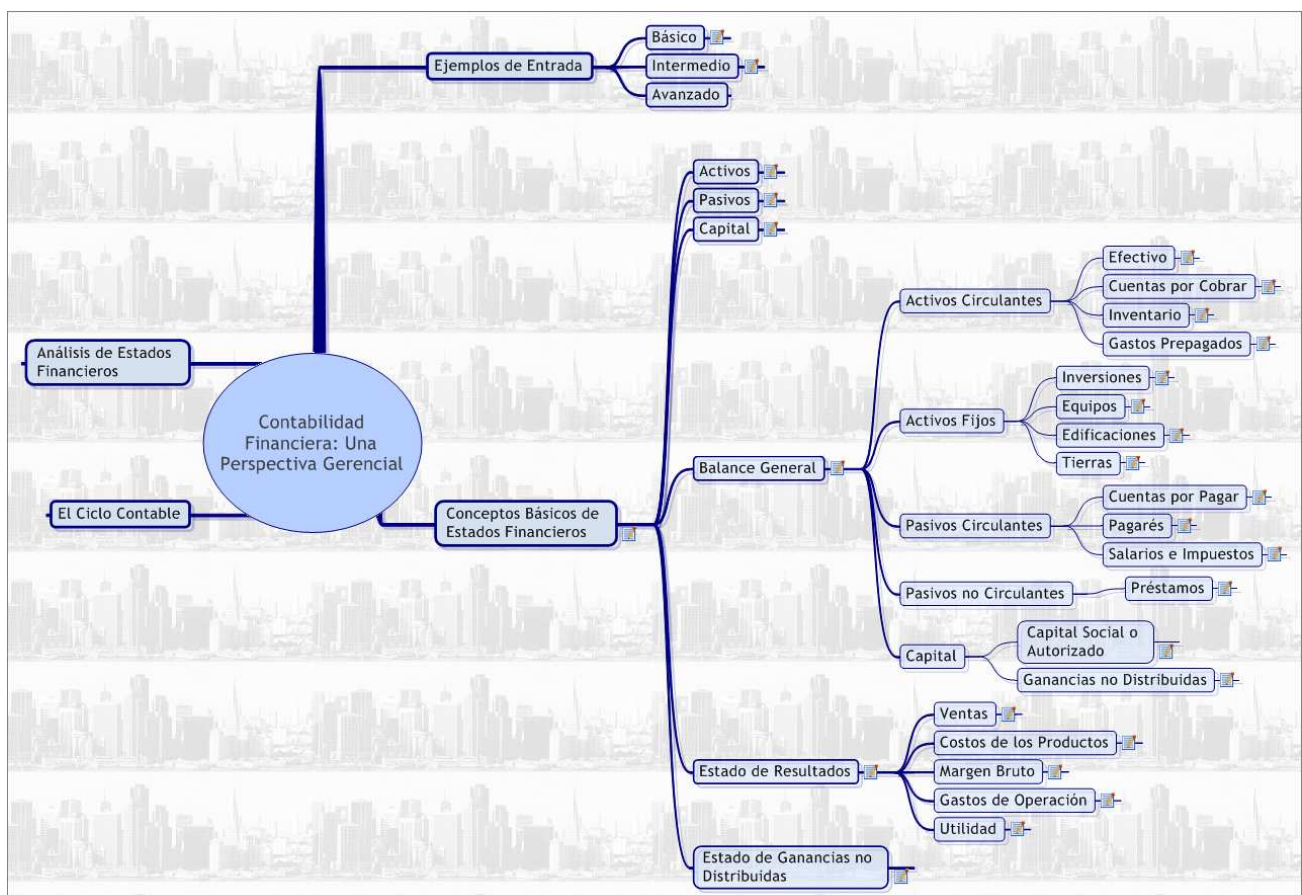 Contabilidad
Financiera: Una
Perspectiva Gerencial
Ejemplos de Entrada
Básico
Intermedio
Avanzado
Conceptos Básicos de
Estados Financieros
Activos
Pasivos
Capital
Balance General
Activos Circulantes
Efectivo
Cuentas por Cobrar
Inventario
Gastos Prepagados
Activos Fijos
Inversiones
Equipos
Edificaciones
Tierras
Pasivos Circulantes
Cuentas por Pagar
Pagarés
Salarios e Impuestos
Pasivos no Circulantes
Préstamos
Capital
Capital Social o
Autorizado
Ganancias no Distribuidas
Estado de Resultados
Ventas
Costos de los Productos
Margen Bruto
Gastos de Operación
Utilidad
Estado de Ganancias no
Distribuidas
El Ciclo Contable
Análisis de Estados
Financieros